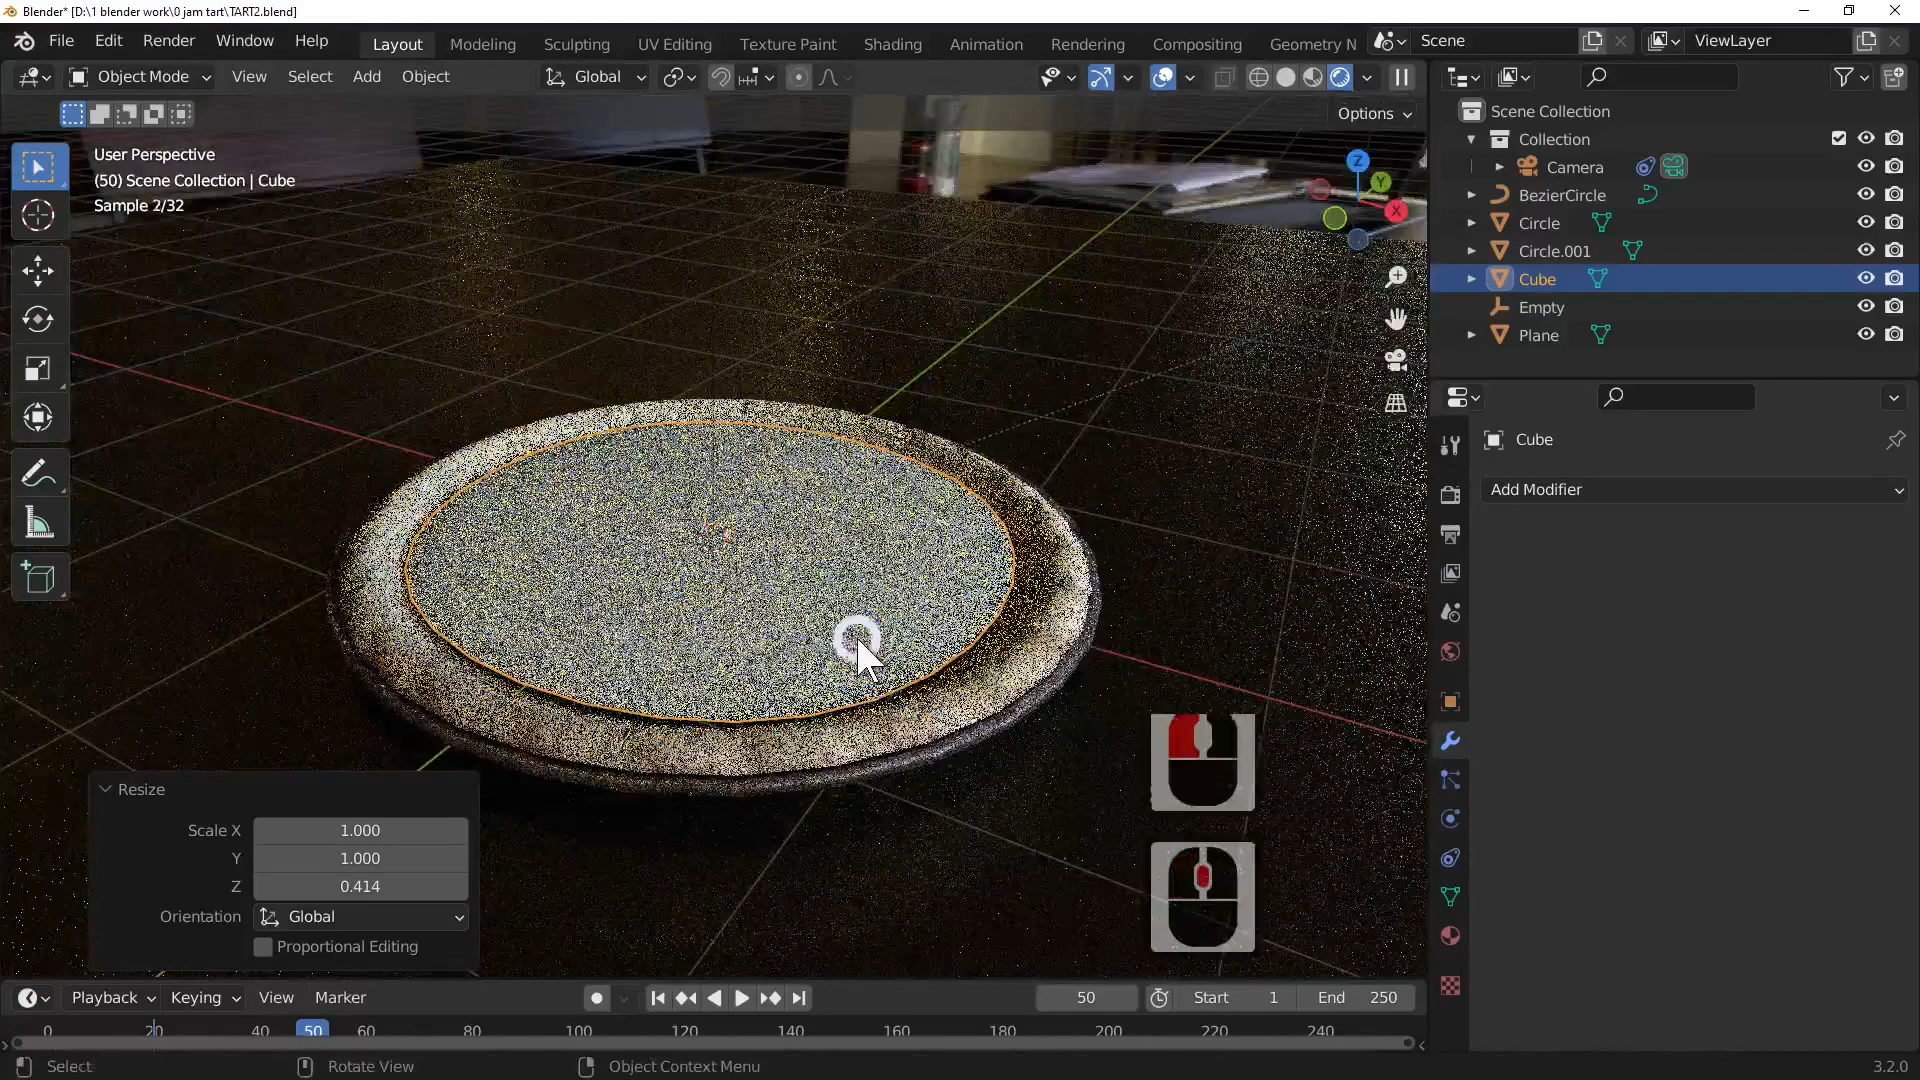 Blender* [D:\1 blender work\0 jam tart\TART2.blend]
File Edit Render Window Help
Layout Modeling Sculpting UV Editing Texture Paint Shading Animation Rendering Compositing Geometry N
Scene
ViewLayer
Object Mode View Select Add Object
Global
Options
User Perspective
(50) Scene Collection | Cube
Sample 2/32
Z
Y
X
Scene Collection
Collection
Camera
BezierCircle
Circle
Circle.001
Cube
Empty
Plane
Cube
Add Modifier
Resize
Scale X 1.000
Y 1.000
Z 0.414
Orientation Global
Proportional Editing
Playback Keying View Marker
50 Start 1 End 250
0 20 40 50 60 80 100 120 140 160 180 200 220 240
Select Rotate View Object Context Menu 3.2.0